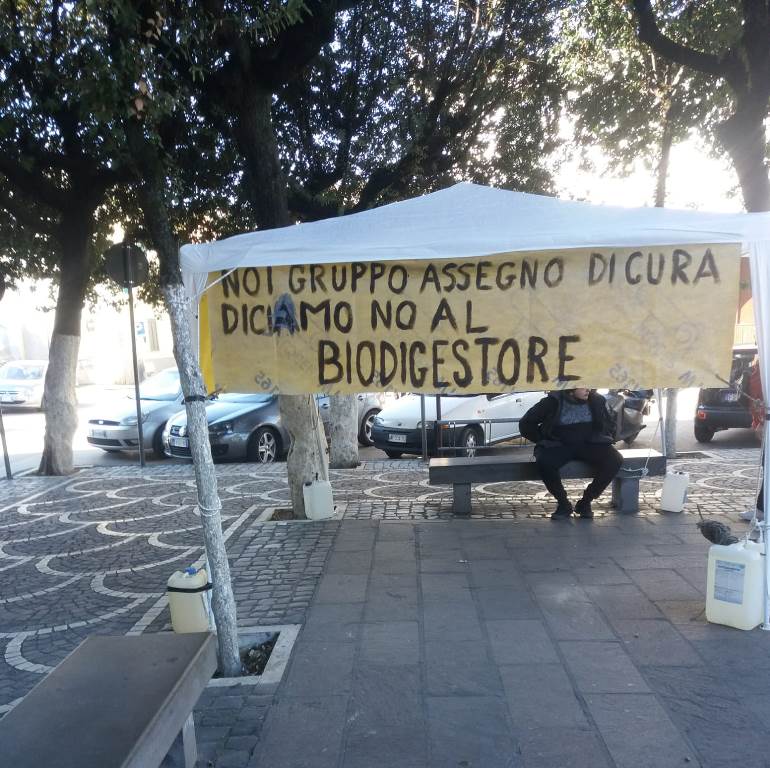 NOI GRUPPO ASSEGNO DI CURA
DICIAMO NO AL
BIODIGESTORE